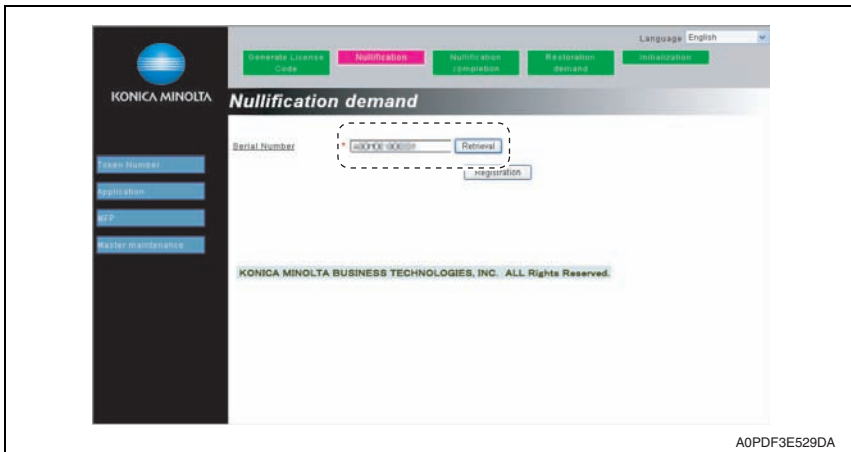 Language English
Generate License Code
Nullification
Nullification completion
Restoration demand
Initialization
KONICA MINOLTA
Nullification demand
Serial Number * Retrieval
Registration
Token Number
Application
MFP
Master maintenance
KONICA MINOLTA BUSINESS TECHNOLOGIES, INC. ALL Rights Reserved.
A0PDF3E529DA